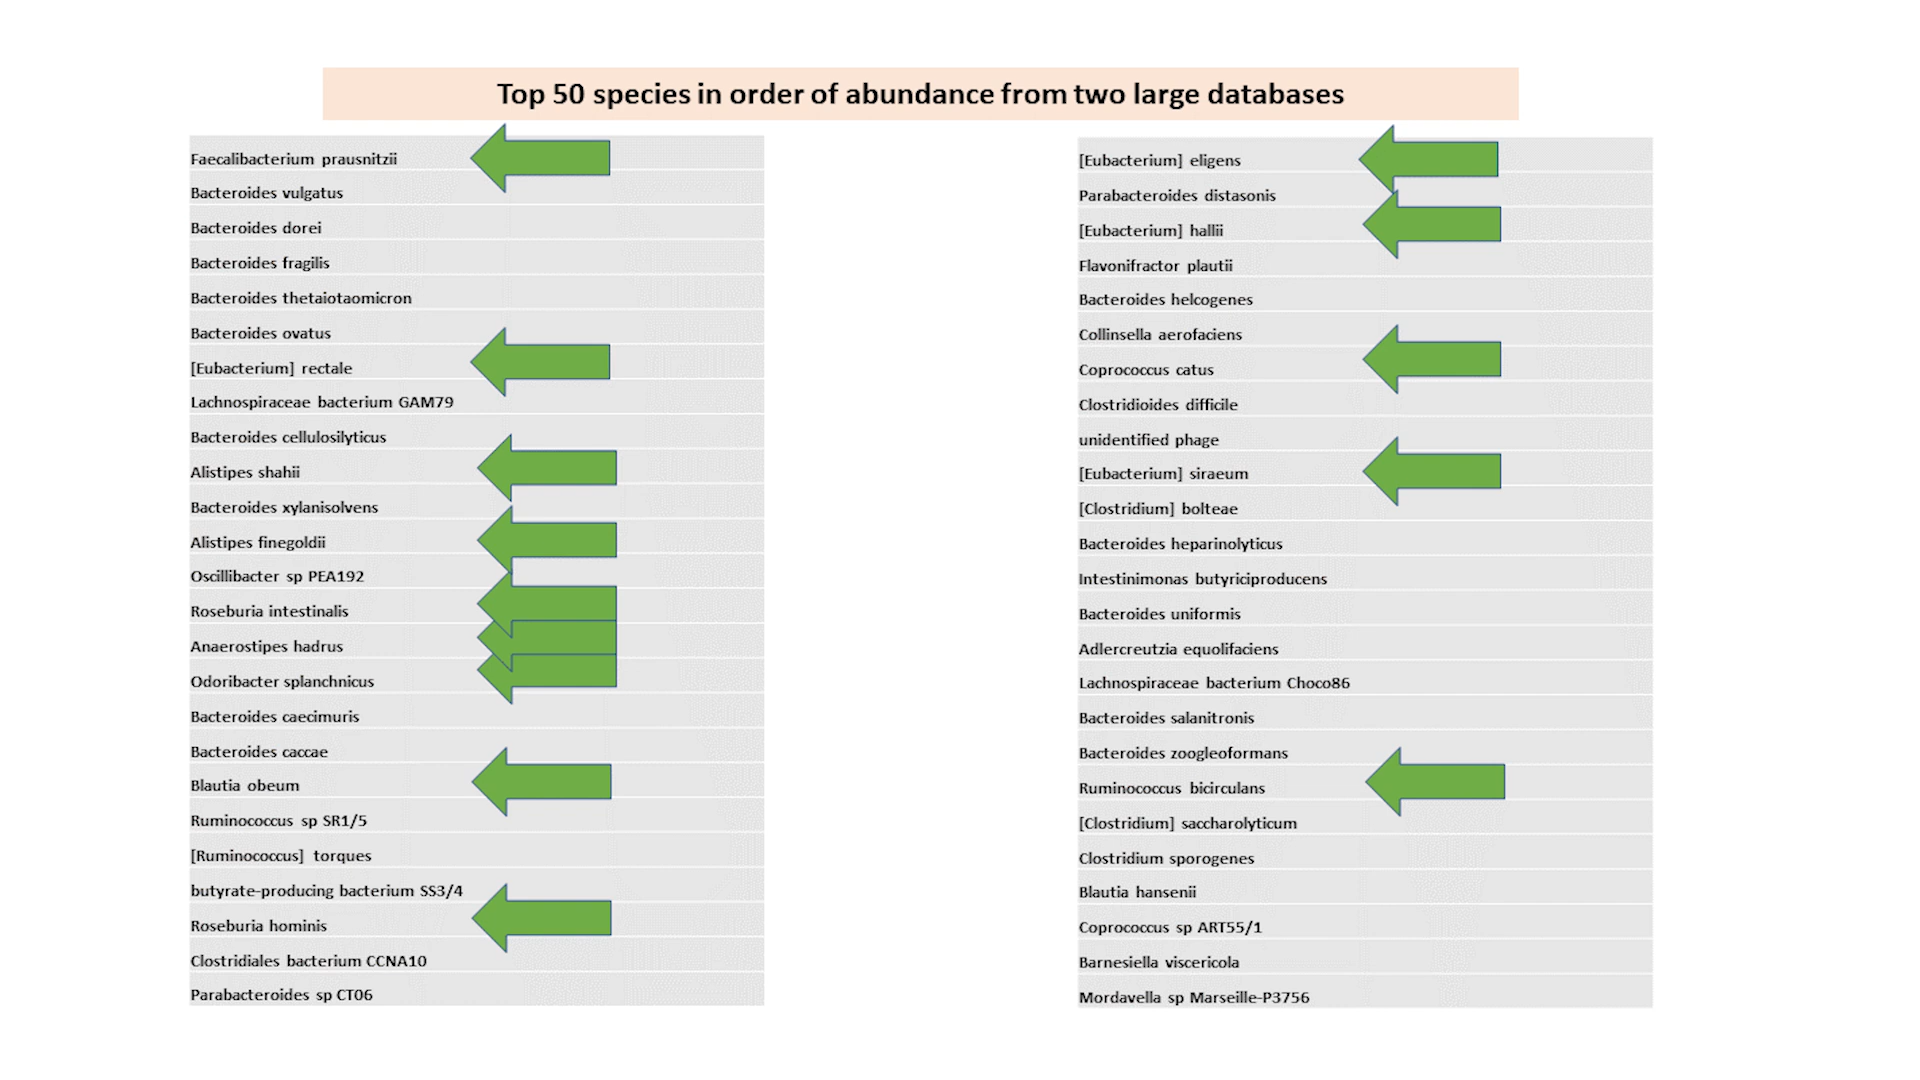 Top 50 species in order of abundance from two large databases
Faecalibacterium prausnitzii
Bacteroides vulgatus
Bacteroides dorei
Bacteroides fragilis
Bacteroides thetaiotaomicron
Bacteroides ovatus
[Eubacterium] rectale
Lachnospiraceae bacterium GAM79
Bacteroides cellulosilyticus
Alistipes shahii
Bacteroides xylanisolvens
Alistipes finegoldii
Oscillibacter sp PEA192
Roseburia intestinalis
Anaerostipes hadrus
Odoribacter splanchnicus
Bacteroides caecimuris
Bacteroides caccae
Blautia obeum
Ruminococcus sp SR1/5
[Ruminococcus] torques
butyrate-producing bacterium SS3/4
Roseburia hominis
Clostridiales bacterium CCNA10
Parabacteroides sp CT06
[Eubacterium] eligens
Parabacteroides distasonis
[Eubacterium] hallii
Flavonifractor plautii
Bacteroides helcogenes
Collinsella aerofaciens
Coprococcus catus
Clostridioides difficile
unidentified phage
[Eubacterium] siraeum
[Clostridium] bolteae
Bacteroides heparinolyticus
Intestinimonas butyriciproducens
Bacteroides uniformis
Adlercreutzia equolifaciens
Lachnospiraceae bacterium Choco86
Bacteroides salanitronis
Bacteroides zoogleoformans
Ruminococcus bicirculans
[Clostridium] saccharolyticum
Clostridium sporogenes
Blautia hansenii
Coprococcus sp ART55/1
Barnesiella viscericola
Mordavella sp Marseille-P3756